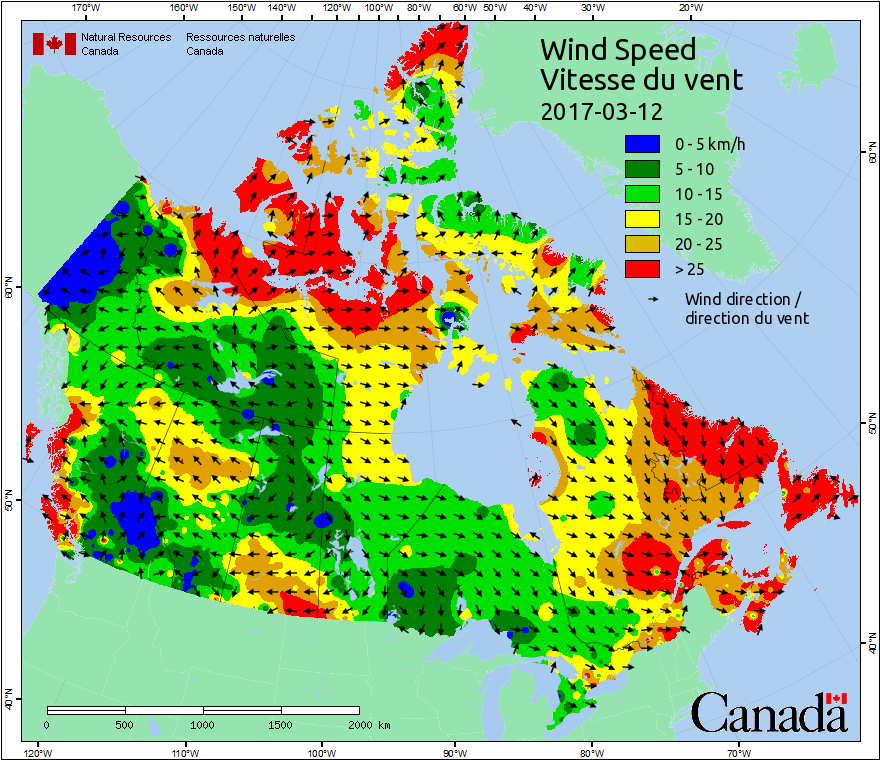 170°W 160°W 150°W 140°W 120°W 100°W 80°W 60°W 50°W 40°W 30°W 20°W
Natural Resources Ressources naturelles
Canada Canada
Wind Speed
Vitesse du vent
2017-03-12
0 - 5 km/h
5 - 10
10 - 15
15 - 20
20 - 25
> 25
Wind direction /
direction du vent
60°N
60°N
50°N
50°N
40°N
40°N
0 500 1000 1500 2000 km
Canada
120°W 110°W 100°W 90°W 80°W 70°W